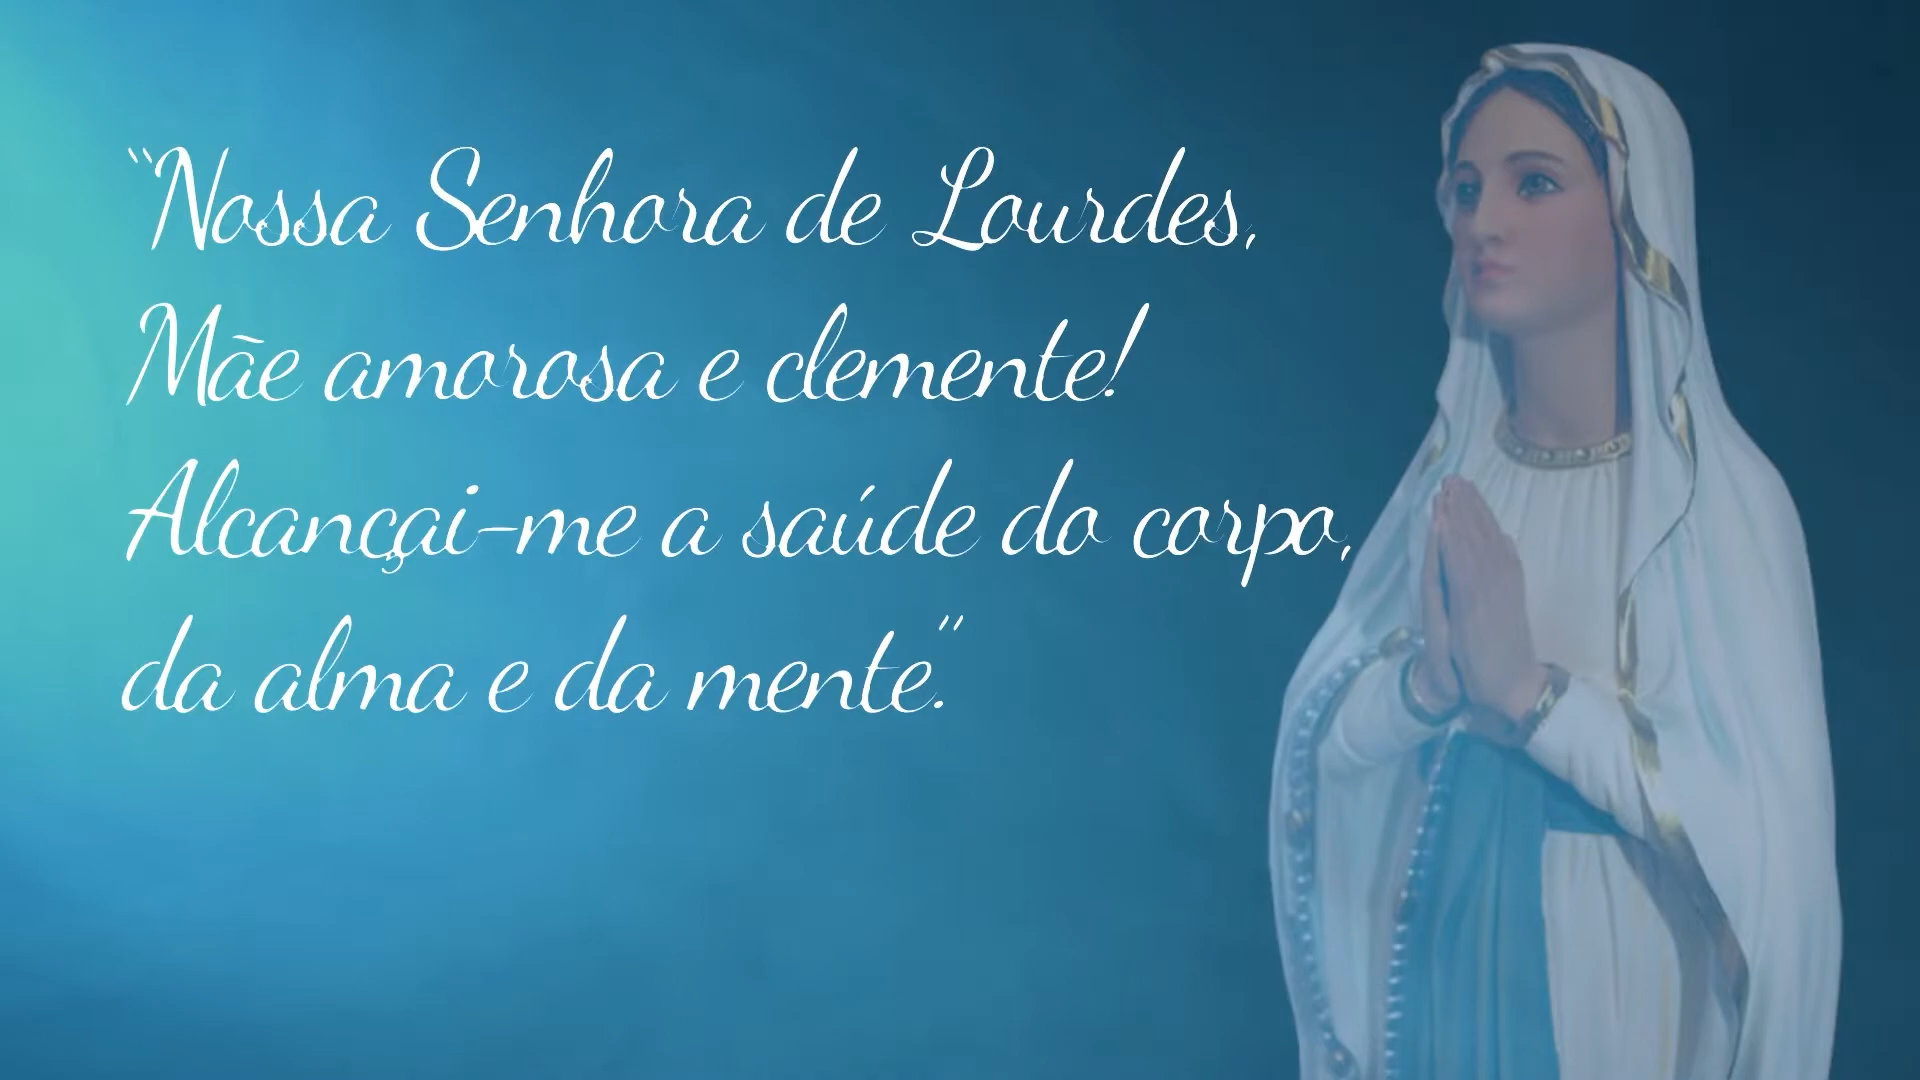 “Nossa Senhora de Lourdes,
Mãe amorosa e clemente!
Alcançai-me a saúde do corpo,
da alma e da mente.”